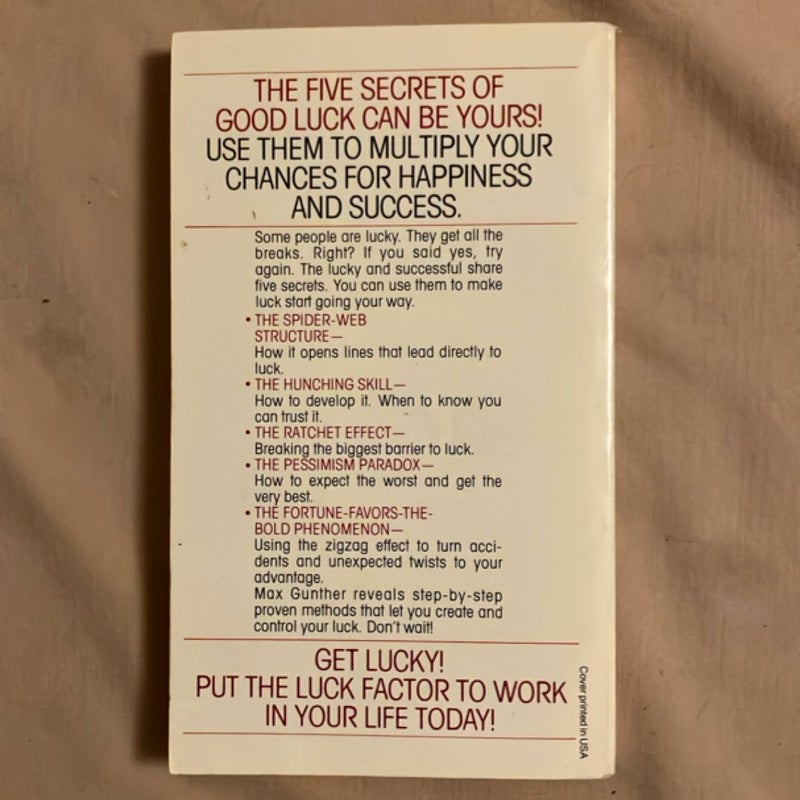 THE FIVE SECRETS OF
GOOD LUCK CAN BE YOURS!
USE THEM TO MULTIPLY YOUR
CHANCES FOR HAPPINESS
AND SUCCESS.
Some people are lucky. They get all the
breaks. Right? If you said yes, try
again. The lucky and successful share
five secrets. You can use them to make
luck start going your way.
• THE SPIDER-WEB
STRUCTURE—
How it opens lines that lead directly to
luck.
• THE HUNCHING SKILL—
How to develop it. When to know you
can trust it.
• THE RATCHET EFFECT—
Breaking the biggest barrier to luck.
• THE PESSIMISM PARADOX—
How to expect the worst and get the
very best.
• THE FORTUNE-FAVORS-THE-
BOLD PHENOMENON—
Using the zigzag effect to turn acci-
dents and unexpected twists to your
advantage.
Max Gunther reveals step-by-step
proven methods that let you create and
control your luck. Don't wait!
GET LUCKY!
PUT THE LUCK FACTOR TO WORK
IN YOUR LIFE TODAY!
Cover printed in USA